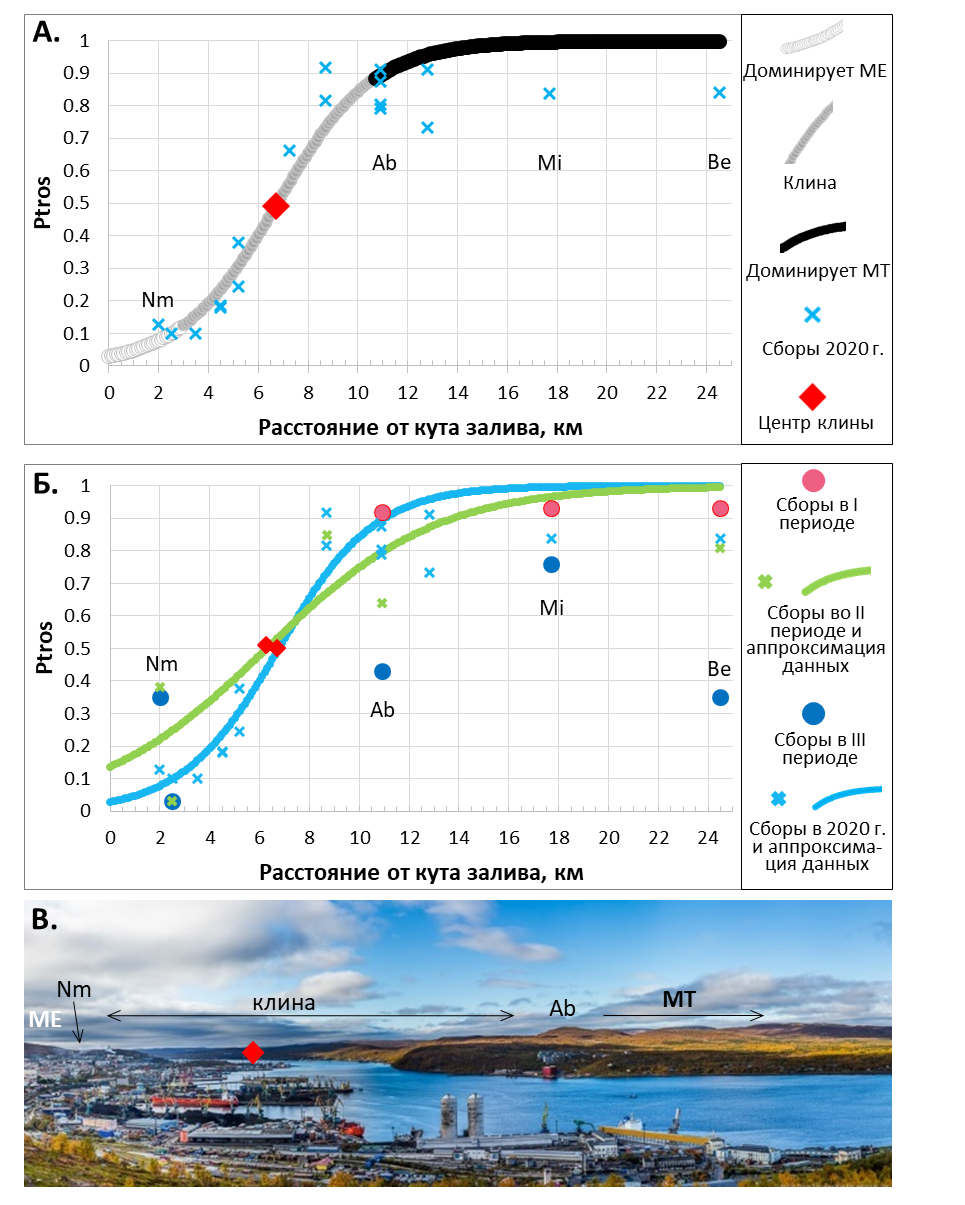 А.
1
0.9
0.8
0.7
0.6
0.5
0.4
0.3
0.2
0.1
0
Ptros
Nm
Ab
Mi
Be
0 2 4 6 8 10 12 14 16 18 20 22 24
Расстояние от кута залива, км
Доминирует МЕ
Клина
Доминирует МТ
Сборы 2020 г.
Центр клины
Б.
1
0.9
0.8
0.7
0.6
0.5
0.4
0.3
0.2
0.1
0
Ptros
Nm
Ab
Mi
Be
0 2 4 6 8 10 12 14 16 18 20 22 24
Расстояние от кута залива, км
Сборы в I
периоде
Сборы во II
периоде и
аппроксимация
данных
Сборы в III
периоде
Сборы в 2020 г.
и аппроксима-
ция данных
В.
Nm
ME
клина
Ab
МТ